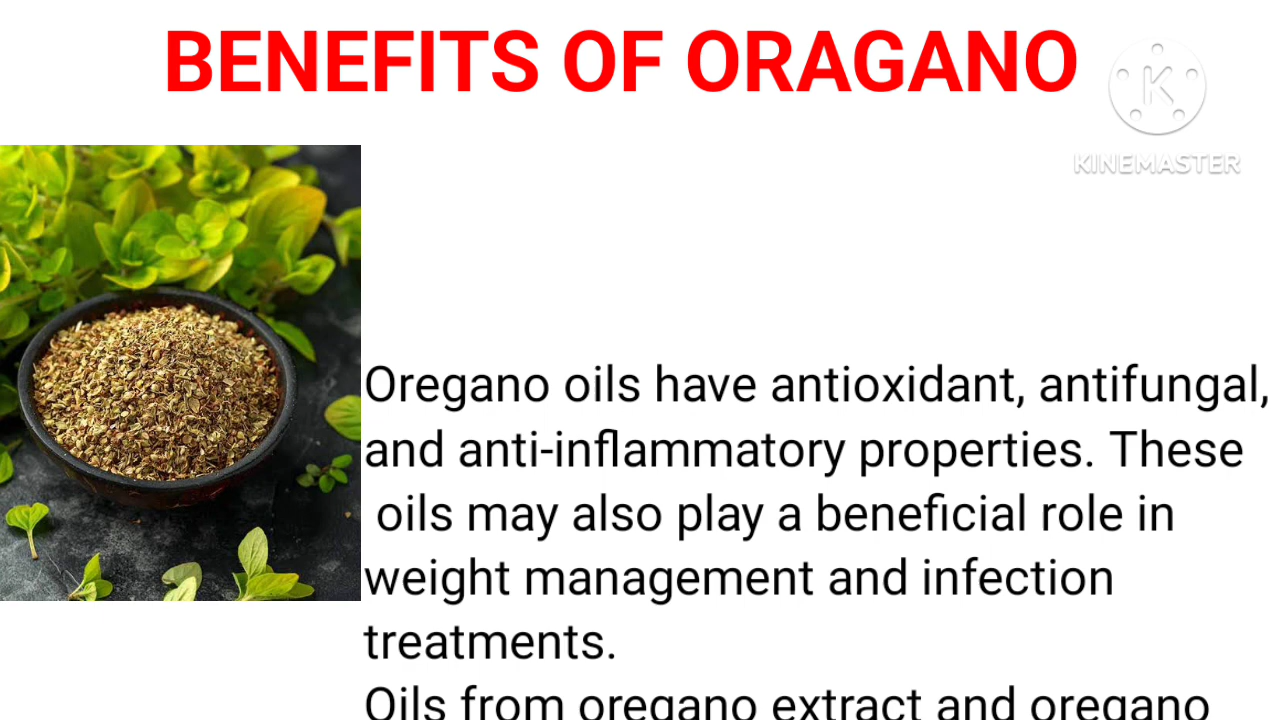 BENEFITS OF ORAGANO
K
KINEMASTER
Oregano oils have antioxidant, antifungal,
and anti-inflammatory properties. These
oils may also play a beneficial role in
weight management and infection
treatments.
Oils from oregano extract and oregano